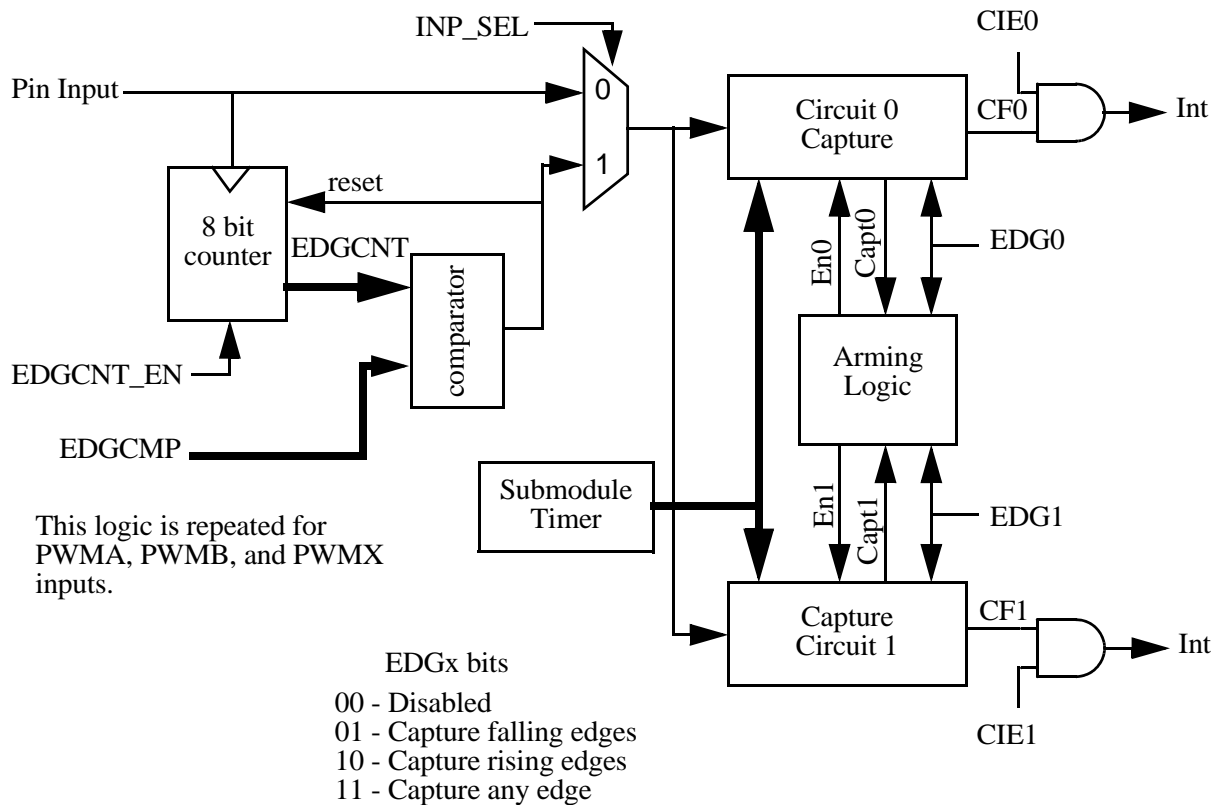 INP_SEL
CIE0
Pin Input
0
Circuit 0
Capture
CF0
Int
1
reset
8 bit
counter
EDGCNT
comparator
En0
Capt0
EDG0
EDGCNT_EN
Arming
Logic
EDGCMP
Submodule
Timer
En1
Capt1
EDG1
This logic is repeated for
PWMA, PWMB, and PWMX
inputs.
Capture
Circuit 1
CF1
Int
CIE1
EDGx bits
00 - Disabled
01 - Capture falling edges
10 - Capture rising edges
11 - Capture any edge